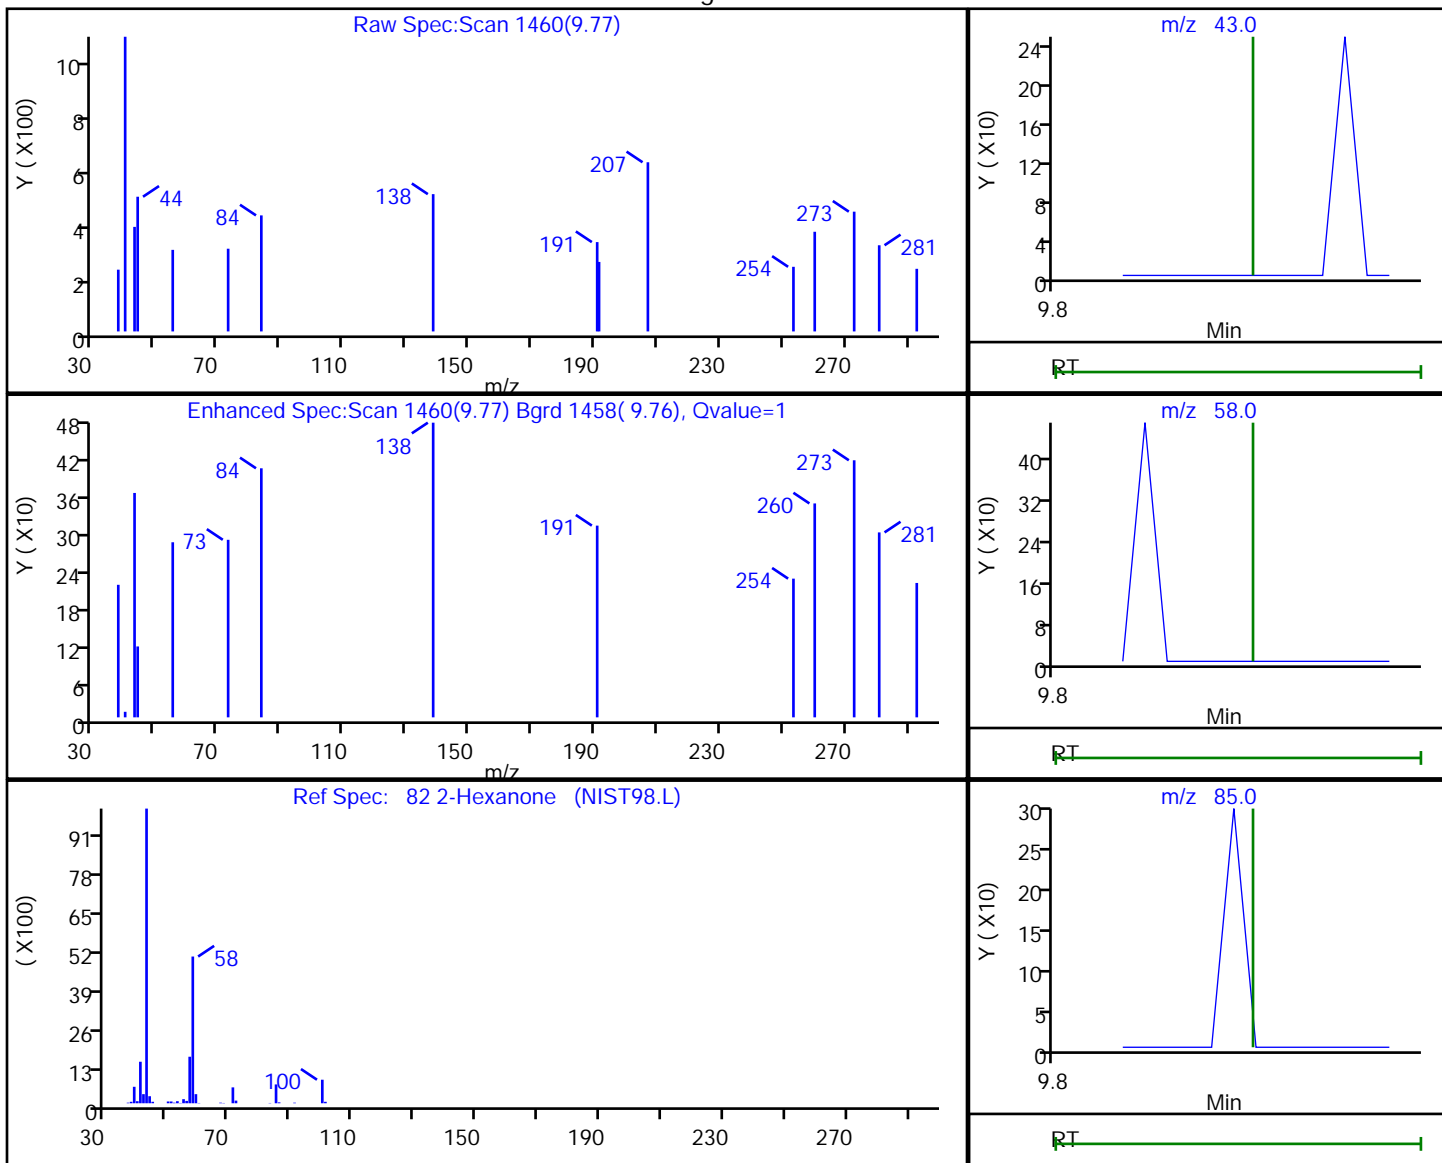 Raw Spec:Scan 1460(9.77)
Y ( X100)
10
8
6
4
2
0
44
84
138
191
207
254
273
281
30 70 110 150 190 230 270
m/z
m/z 43.0
Y ( X10)
24
20
16
12
8
4
0
9.8
Min
RT
Enhanced Spec:Scan 1460(9.77) Bgrd 1458( 9.76), Qvalue=1
Y ( X10)
48
42
36
30
24
18
12
6
0
73
84
138
191
254
260
273
281
30 70 110 150 190 230 270
m/z
m/z 58.0
Y ( X10)
40
32
24
16
8
0
9.8
Min
RT
Ref Spec: 82 2-Hexanone (NIST98.L)
( X100)
91
78
65
52
39
26
13
0
58
100
30 70 110 150 190 230 270
m/z 85.0
Y ( X10)
30
25
20
15
10
5
0
9.8
Min
RT